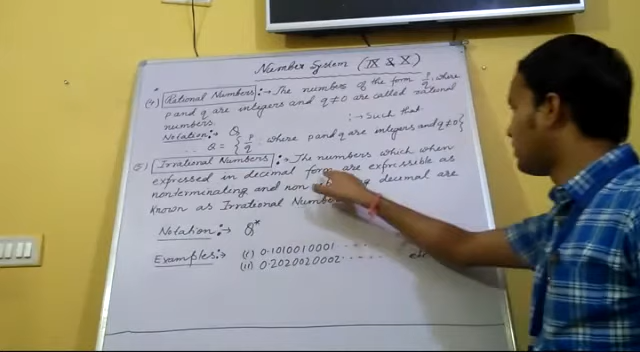 Number System (IX & X)
(4) Rational Numbers :→ The numbers of the form p/q, where
p and q are integers and q ≠ 0 are called rational
numbers.
Notation :→ Q
:→ Such that
∴ Q = { p/q : where p and q are integers and q ≠ 0 }
(5) Irrational Numbers :→ The numbers which when
expressed in decimal form are expressible as
nonterminating and non decimal are
known as Irrational Number
Notation :→ Q*
Examples :→ (i) 0.1010010001 ......
(ii) 0.2020020002 ......